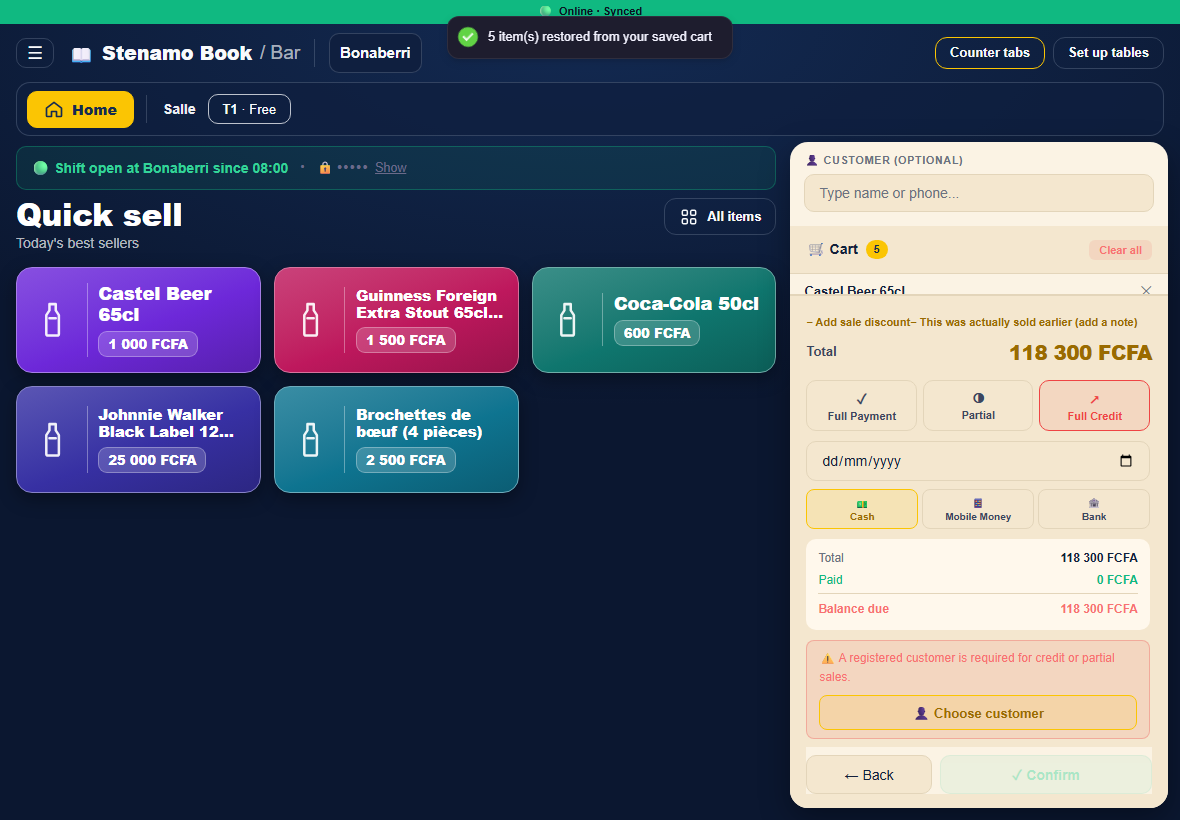 Online · Synced
5 item(s) restored from your saved cart
Stenamo Book / Bar
Bonaberri
Counter tabs
Set up tables
Home
Salle
T1 · Free
Shift open at Bonaberri since 08:00 · ••••• Show
Quick sell
Today's best sellers
All items
Castel Beer
65cl
1 000 FCFA
Guinness Foreign
Extra Stout 65cl...
1 500 FCFA
Coca-Cola 50cl
600 FCFA
Johnnie Walker
Black Label 12...
25 000 FCFA
Brochettes de
bœuf (4 pièces)
2 500 FCFA
CUSTOMER (OPTIONAL)
Type name or phone...
Cart 5
Clear all
Castel Beer 65cl
– Add sale discount– This was actually sold earlier (add a note)
Total 118 300 FCFA
✓ Full Payment
Partial
↗ Full Credit
dd/mm/yyyy
Cash
Mobile Money
Bank
Total 118 300 FCFA
Paid 0 FCFA
Balance due 118 300 FCFA
⚠ A registered customer is required for credit or partial
sales.
Choose customer
← Back
✓ Confirm